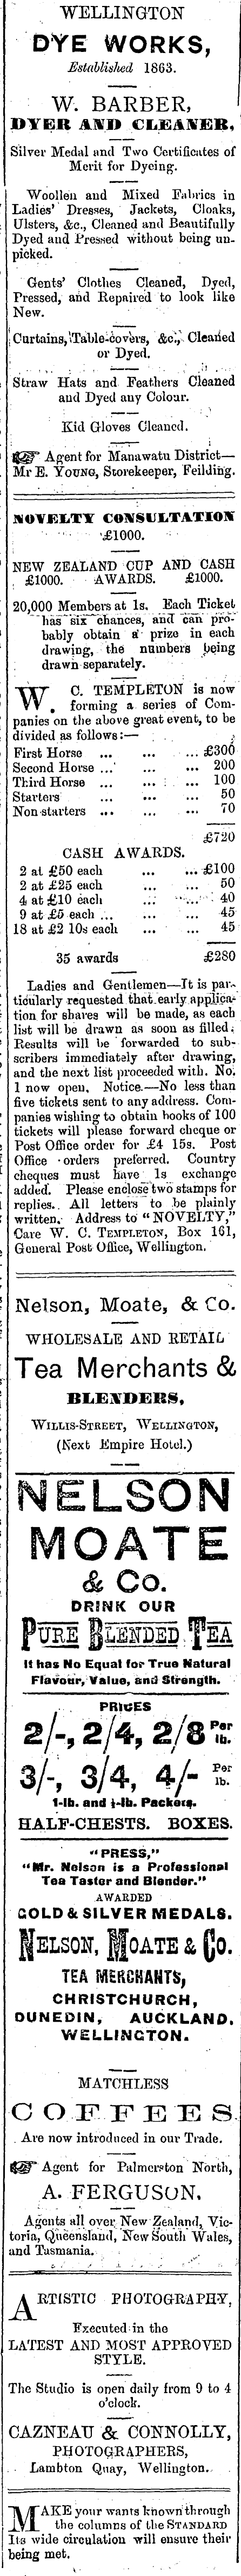 WELLINGTON
DYE WORKS,
Established 1863.
W. BARBER,
DYER AND CLEANER.
Silver Medal and Two Certificates of
Merit for Dyeing.
Woollen and Mixed Fabrics in
Ladies' Dresses, Jackets, Cloaks,
Ulsters, &c., Cleaned and Beautifully
Dyed and Pressed without being un-
picked.
Gents' Clothes Cleaned, Dyed,
Pressed, and Repaired to look like
New.
Curtains, Table-covers, &c., Cleaned
or Dyed.
Straw Hats and Feathers Cleaned
and Dyed any Colour.
Kid Gloves Cleaned.
Agent for Manawatu District—
Mr E. YOUNG, Storekeeper, Feilding.
NOVELTY CONSULTATION
£1000.
NEW ZEALAND CUP AND CASH
£1000. AWARDS. £1000.
20,000 Members at 1s. Each Ticket
has six chances, and can pro-
bably obtain a prize in each
drawing, the numbers being
drawn separately.
W. C. TEMPLETON is now
forming a series of Com-
panies on the above great event, to be
divided as follows:—
First Horse ... ... ... £300
Second Horse ... ... ... 200
Third Horse ... ... ... 100
Starters ... ... 50
Non-starters ... ... ... 70
£720
CASH AWARDS.
2 at £50 each ... ... £100
2 at £25 each ... ... 50
4 at £10 each ... ... 40
9 at £5 each ... ... ... 45
18 at £2 10s each ... ... 45
35 awards £280
Ladies and Gentlemen—It is par-
ticularly requested that early applica-
tion for shares will be made, as each
list will be drawn as soon as filled.
Results will be forwarded to sub-
scribers immediately after drawing,
and the next list proceeded with. No.
1 now open. Notice.—No less than
five tickets sent to any address. Com-
panies wishing to obtain books of 100
tickets will please forward cheque or
Post Office order for £4 15s. Post
Office orders preferred. Country
cheques must have 1s exchange
added. Please enclose two stamps for
replies. All letters to be plainly
written. Address to "NOVELTY,"
Care W. C. TEMPLETON, Box 161,
General Post Office, Wellington.
Nelson, Moate, & Co.
WHOLESALE AND RETAIL
Tea Merchants &
BLENDERS,
WILLIS-STREET, WELLINGTON,
(Next Empire Hotel.)
NELSON
MOATE
& Co.
DRINK OUR
PURE BLENDED TEA
It has No Equal for True Natural
Flavour, Value, and Strength.
PRICES
2/-, 2/4, 2/8 Per lb.
3/-, 3/4, 4/- Per lb.
1-lb. and ½-lb. Packets.
HALF-CHESTS. BOXES.
"PRESS,"
"Mr. Nelson is a Professional
Tea Taster and Blender."
AWARDED
GOLD & SILVER MEDALS.
NELSON, MOATE & Co.
TEA MERCHANTS,
CHRISTCHURCH,
DUNEDIN, AUCKLAND,
WELLINGTON.
MATCHLESS
COFFEES
Are now introduced in our Trade.
Agent for Palmerston North,
A. FERGUSON.
Agents all over New Zealand, Vic-
toria, Queensland, New South Wales,
and Tasmania.
ARTISTIC PHOTOGRAPHY,
Executed in the
LATEST AND MOST APPROVED
STYLE.
The Studio is open daily from 9 to 4
o'clock.
CAZNEAU & CONNOLLY,
PHOTOGRAPHERS,
Lambton Quay, Wellington.
MAKE your wants known through
the columns of the STANDARD
Its wide circulation will ensure their
being met.